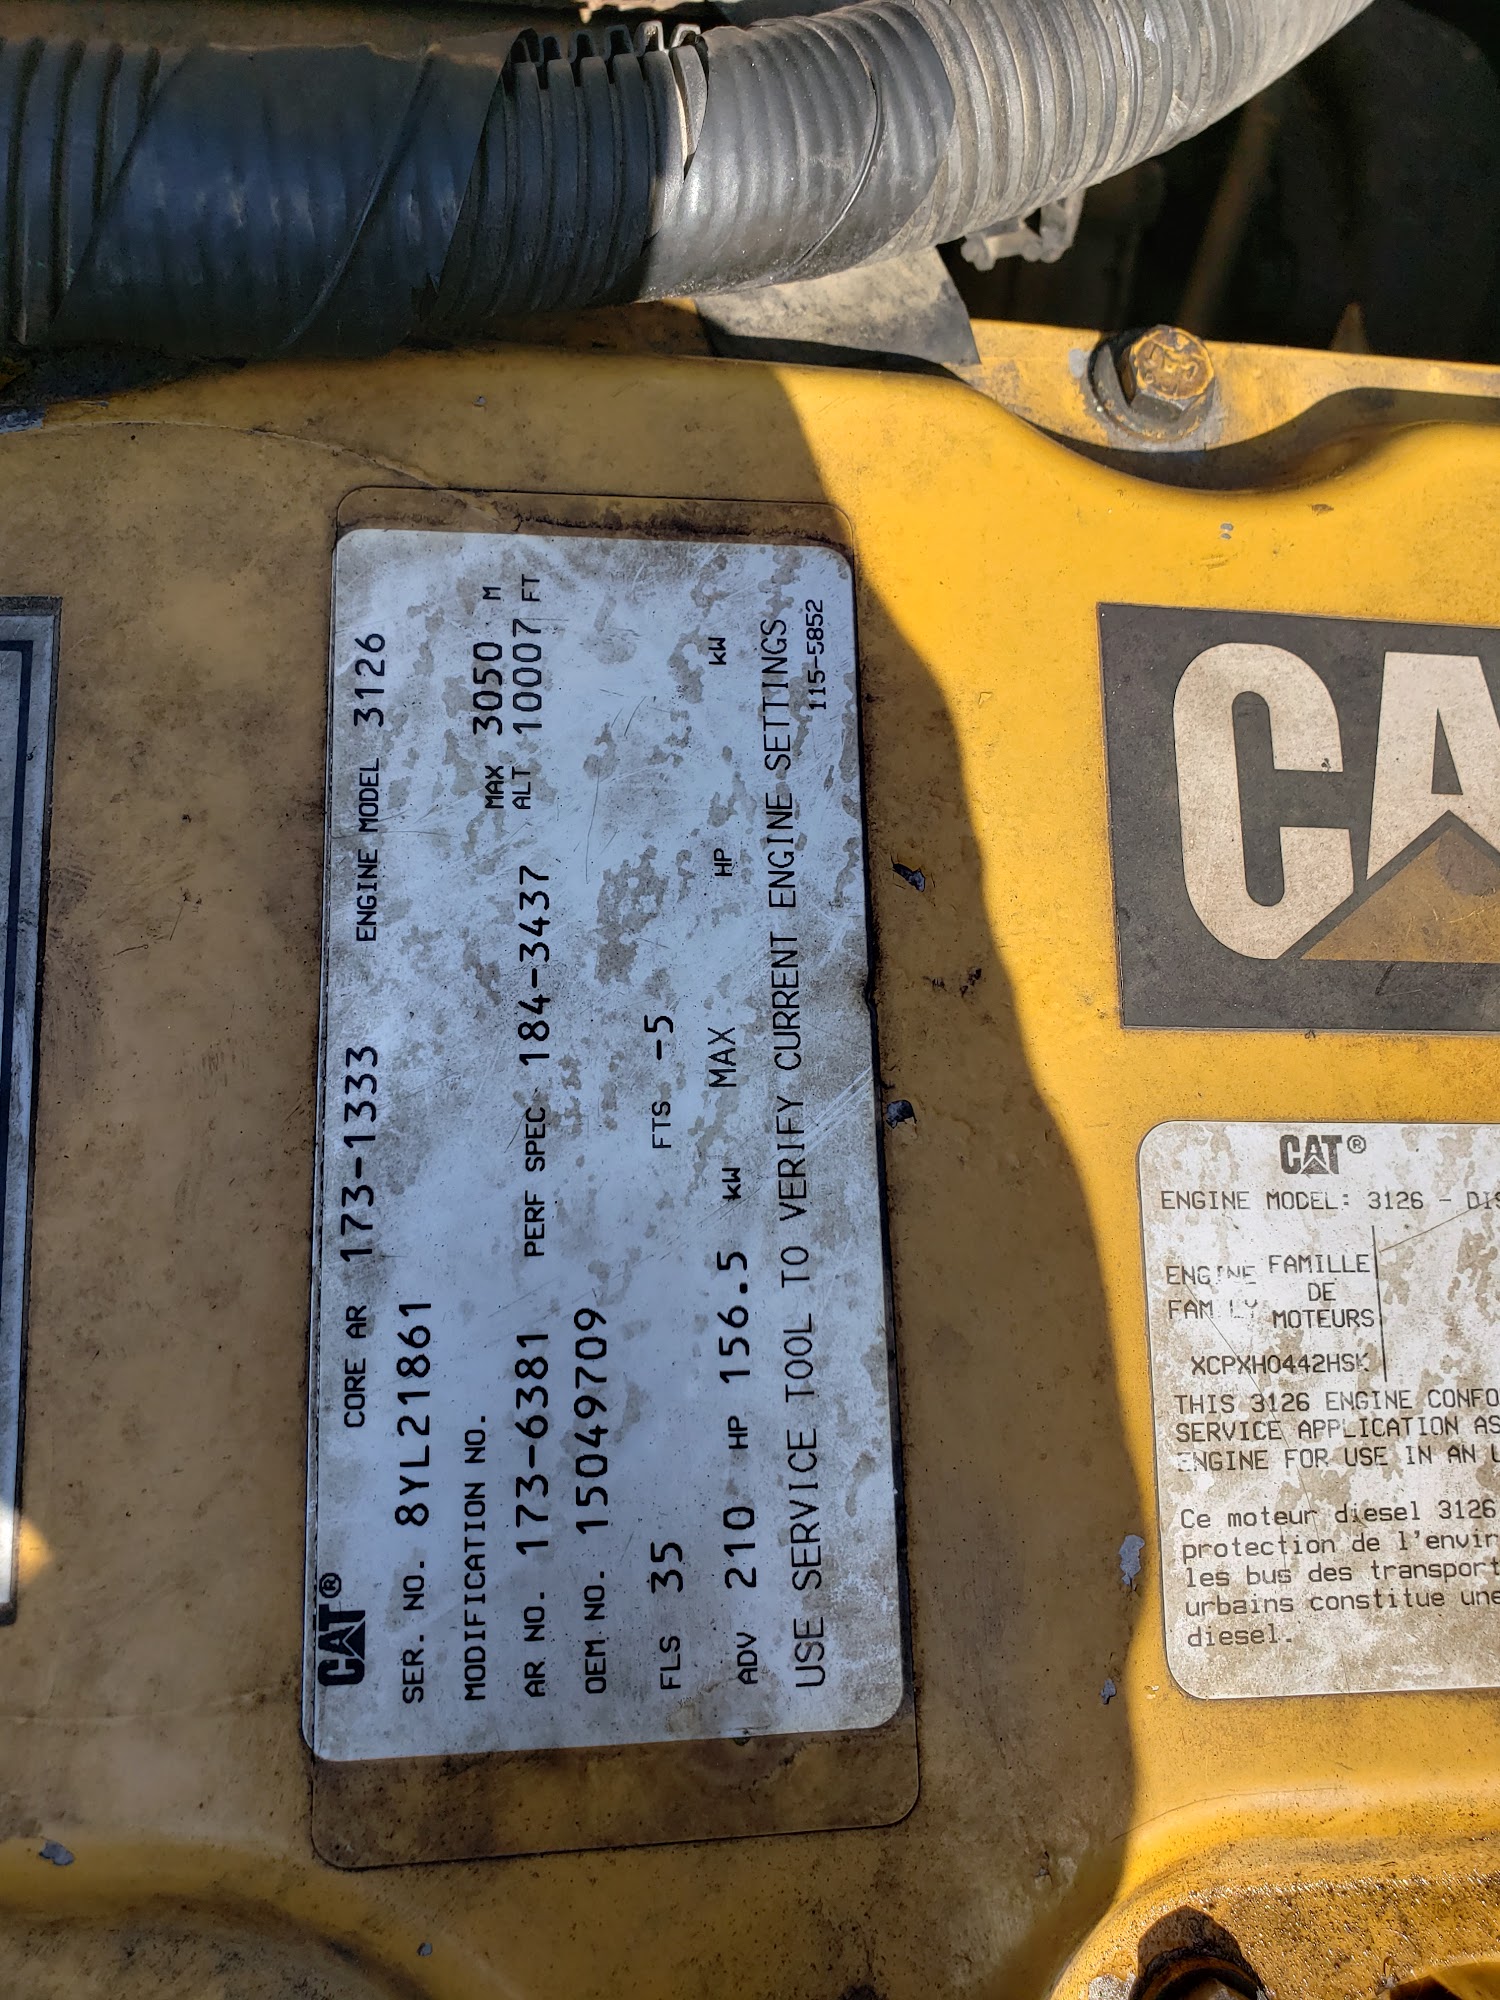 CAT®
CORE AR 173-1333 ENGINE MODEL 3126
SER. NO. 8YL21861
MODIFICATION NO.
MAX 3050 M
AR NO. 173-6381 PERF SPEC 184-3437 ALT 10007 FT
OEM NO. 150497709
FLS 35 FTS -5
ADV 210 HP 156.5 kW MAX HP kW
USE SERVICE TOOL TO VERIFY CURRENT ENGINE SETTINGS
115-5852
CA
CAT®
ENGINE MODEL: 3126 - DIS
ENGINE FAMILLE
DE
FAMILY MOTEURS
XCPXH0442HSK
THIS 3126 ENGINE CONFO
SERVICE APPLICATION AS
ENGINE FOR USE IN AN U
Ce moteur diesel 3126
protection de l'envir
les bus des transport
urbains constitue une
diesel.